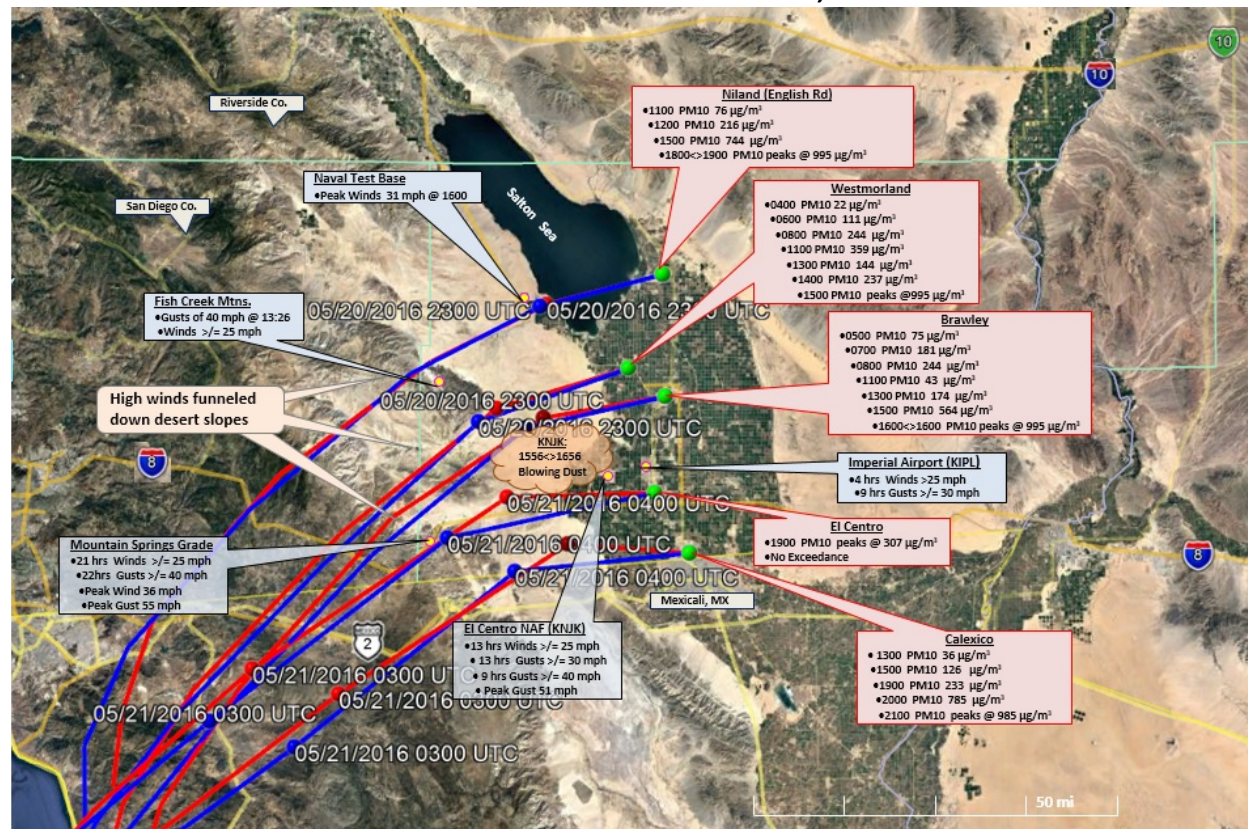 10
10
Niland (English Rd)
•1100 PM10 76 µg/m³
•1200 PM10 216 µg/m³
•1500 PM10 744 µg/m³
•1800<>1900 PM10 peaks @ 995 µg/m³
Riverside Co.
Naval Test Base
•Peak Winds 31 mph @ 1600
Salton Sea
San Diego Co.
Westmorland
•0400 PM10 22 µg/m³
•0600 PM10 111 µg/m³
•0800 PM10 244 µg/m³
•1100 PM10 359 µg/m³
•1300 PM10 144 µg/m³
•1400 PM10 237 µg/m³
•1500 PM10 peaks @995 µg/m³
Fish Creek Mtns.
•Gusts of 40 mph @ 13:26
•Winds >/= 25 mph
05/20/2016 2300 UTC
05/20/2016 2300 UTC
Brawley
•0500 PM10 75 µg/m³
•0700 PM10 181 µg/m³
•0800 PM10 244 µg/m³
•1100 PM10 43 µg/m³
•1300 PM10 174 µg/m³
•1500 PM10 564 µg/m³
•1600<>1600 PM10 peaks @ 995 µg/m³
High winds funneled
down desert slopes
05/20/2016 2300 UTC
05/20/2016 2300 UTC
KNJK:
1556<>1656
Blowing Dust
8
Imperial Airport (KIPL)
•4 hrs Winds >25 mph
•9 hrs Gusts >/= 30 mph
05/21/2016 0400 UTC
El Centro
•1900 PM10 peaks @ 307 µg/m³
•No Exceedance
8
Mountain Springs Grade
•21 hrs Winds >/= 25 mph
•22hrs Gusts >/= 40 mph
•Peak Wind 36 mph
•Peak Gust 55 mph
05/21/2016 0400 UTC
05/21/2016 0400 UTC
Mexicali, MX
2
El Centro NAF (KNJK)
•13 hrs Winds >/= 25 mph
•13 hrs Gusts >/= 30 mph
•9 hrs Gusts >/= 40 mph
•Peak Gust 51 mph
Calexico
•1300 PM10 36 µg/m³
•1500 PM10 126 µg/m³
•1900 PM10 233 µg/m³
•2000 PM10 785 µg/m³
•2100 PM10 peaks @ 985 µg/m³
05/21/2016 0300 UTC
05/21/2016 0300 UTC
05/21/2016 0300 UTC
05/21/2016 0300 UTC
50 mi